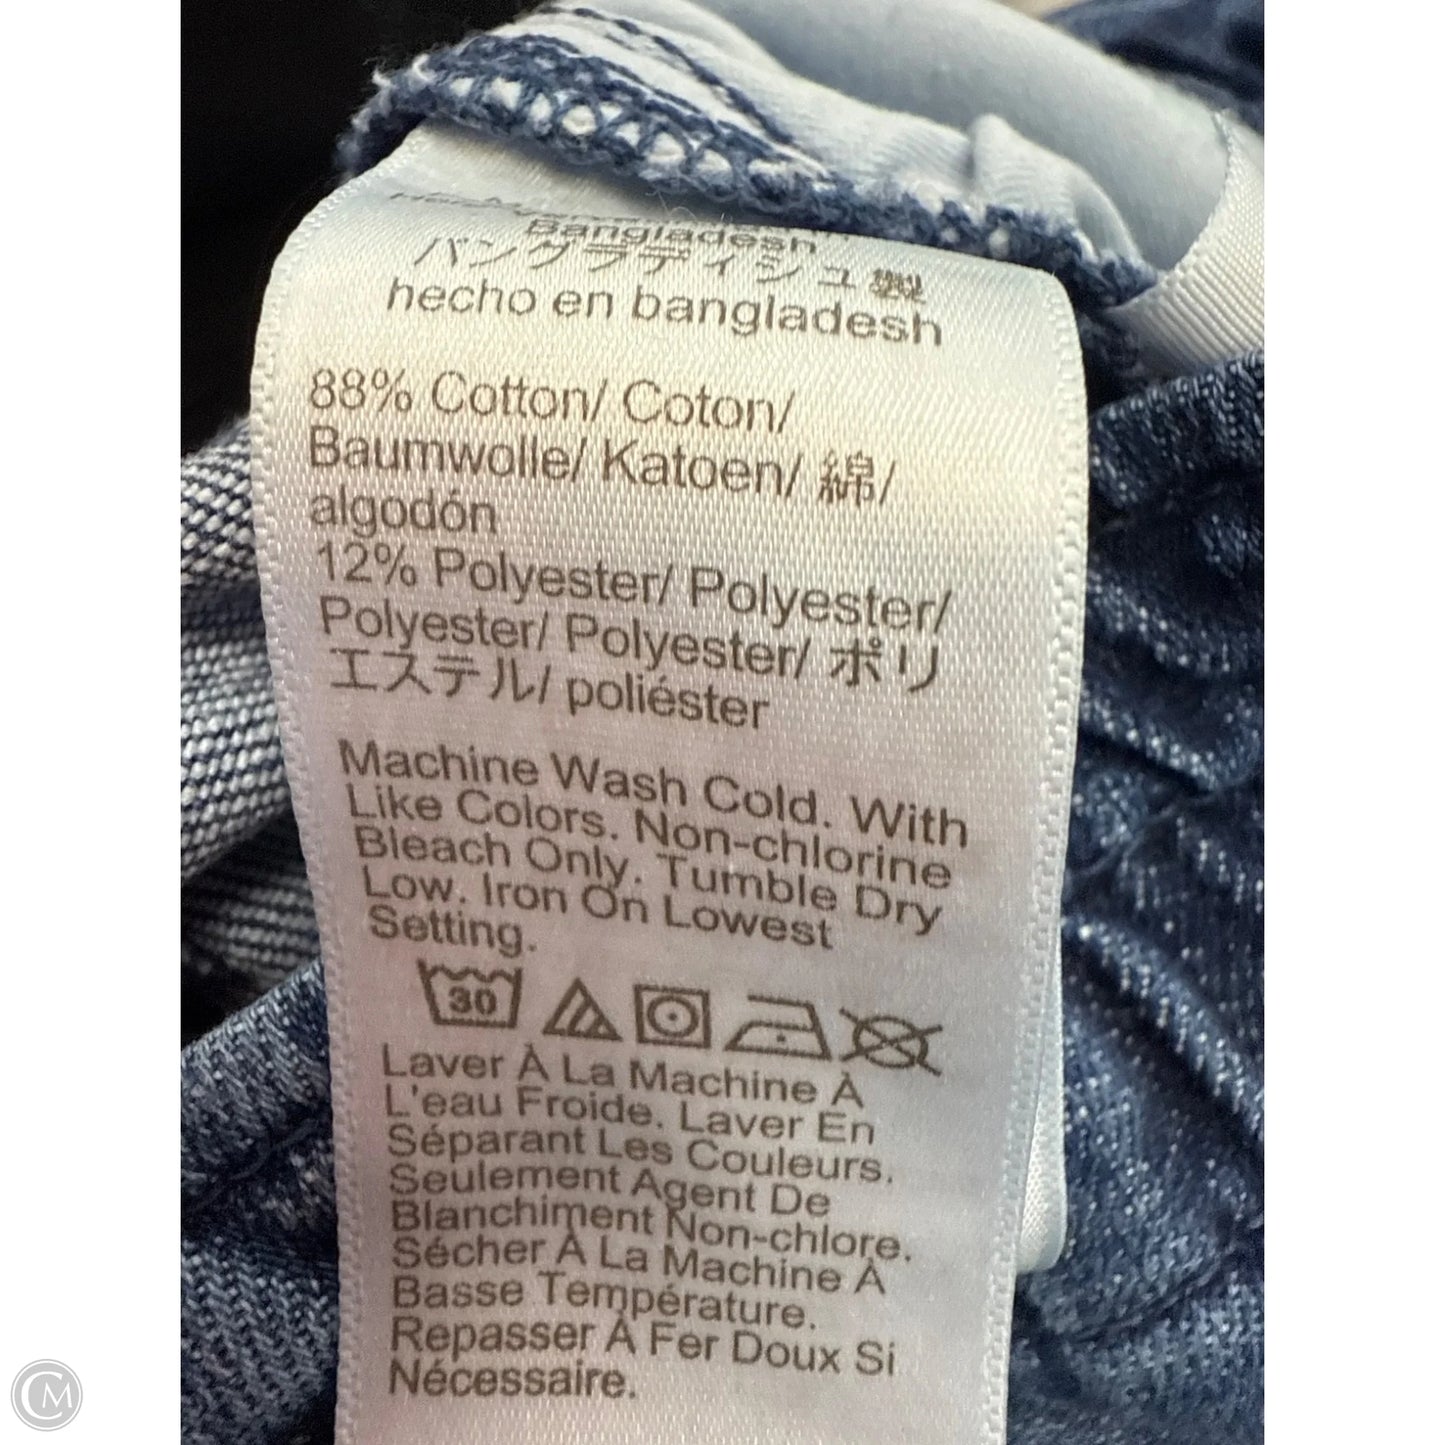 Bangladesh
バングラディシュ製
hecho en bangladesh
88% Cotton/ Coton/
Baumwolle/ Katoen/ 綿/
algodón
12% Polyester/ Polyester/
Polyester/ Polyester/ ポリ
エステル/ poliéster
Machine Wash Cold. With
Like Colors. Non-chlorine
Bleach Only. Tumble Dry
Low. Iron On Lowest
Setting.
30
Laver À La Machine À
L'eau Froide. Laver En
Séparant Les Couleurs.
Seulement Agent De
Blanchiment Non-chlore.
Sécher À La Machine À
Basse Température.
Repasser À Fer Doux Si
Nécessaire.
CM